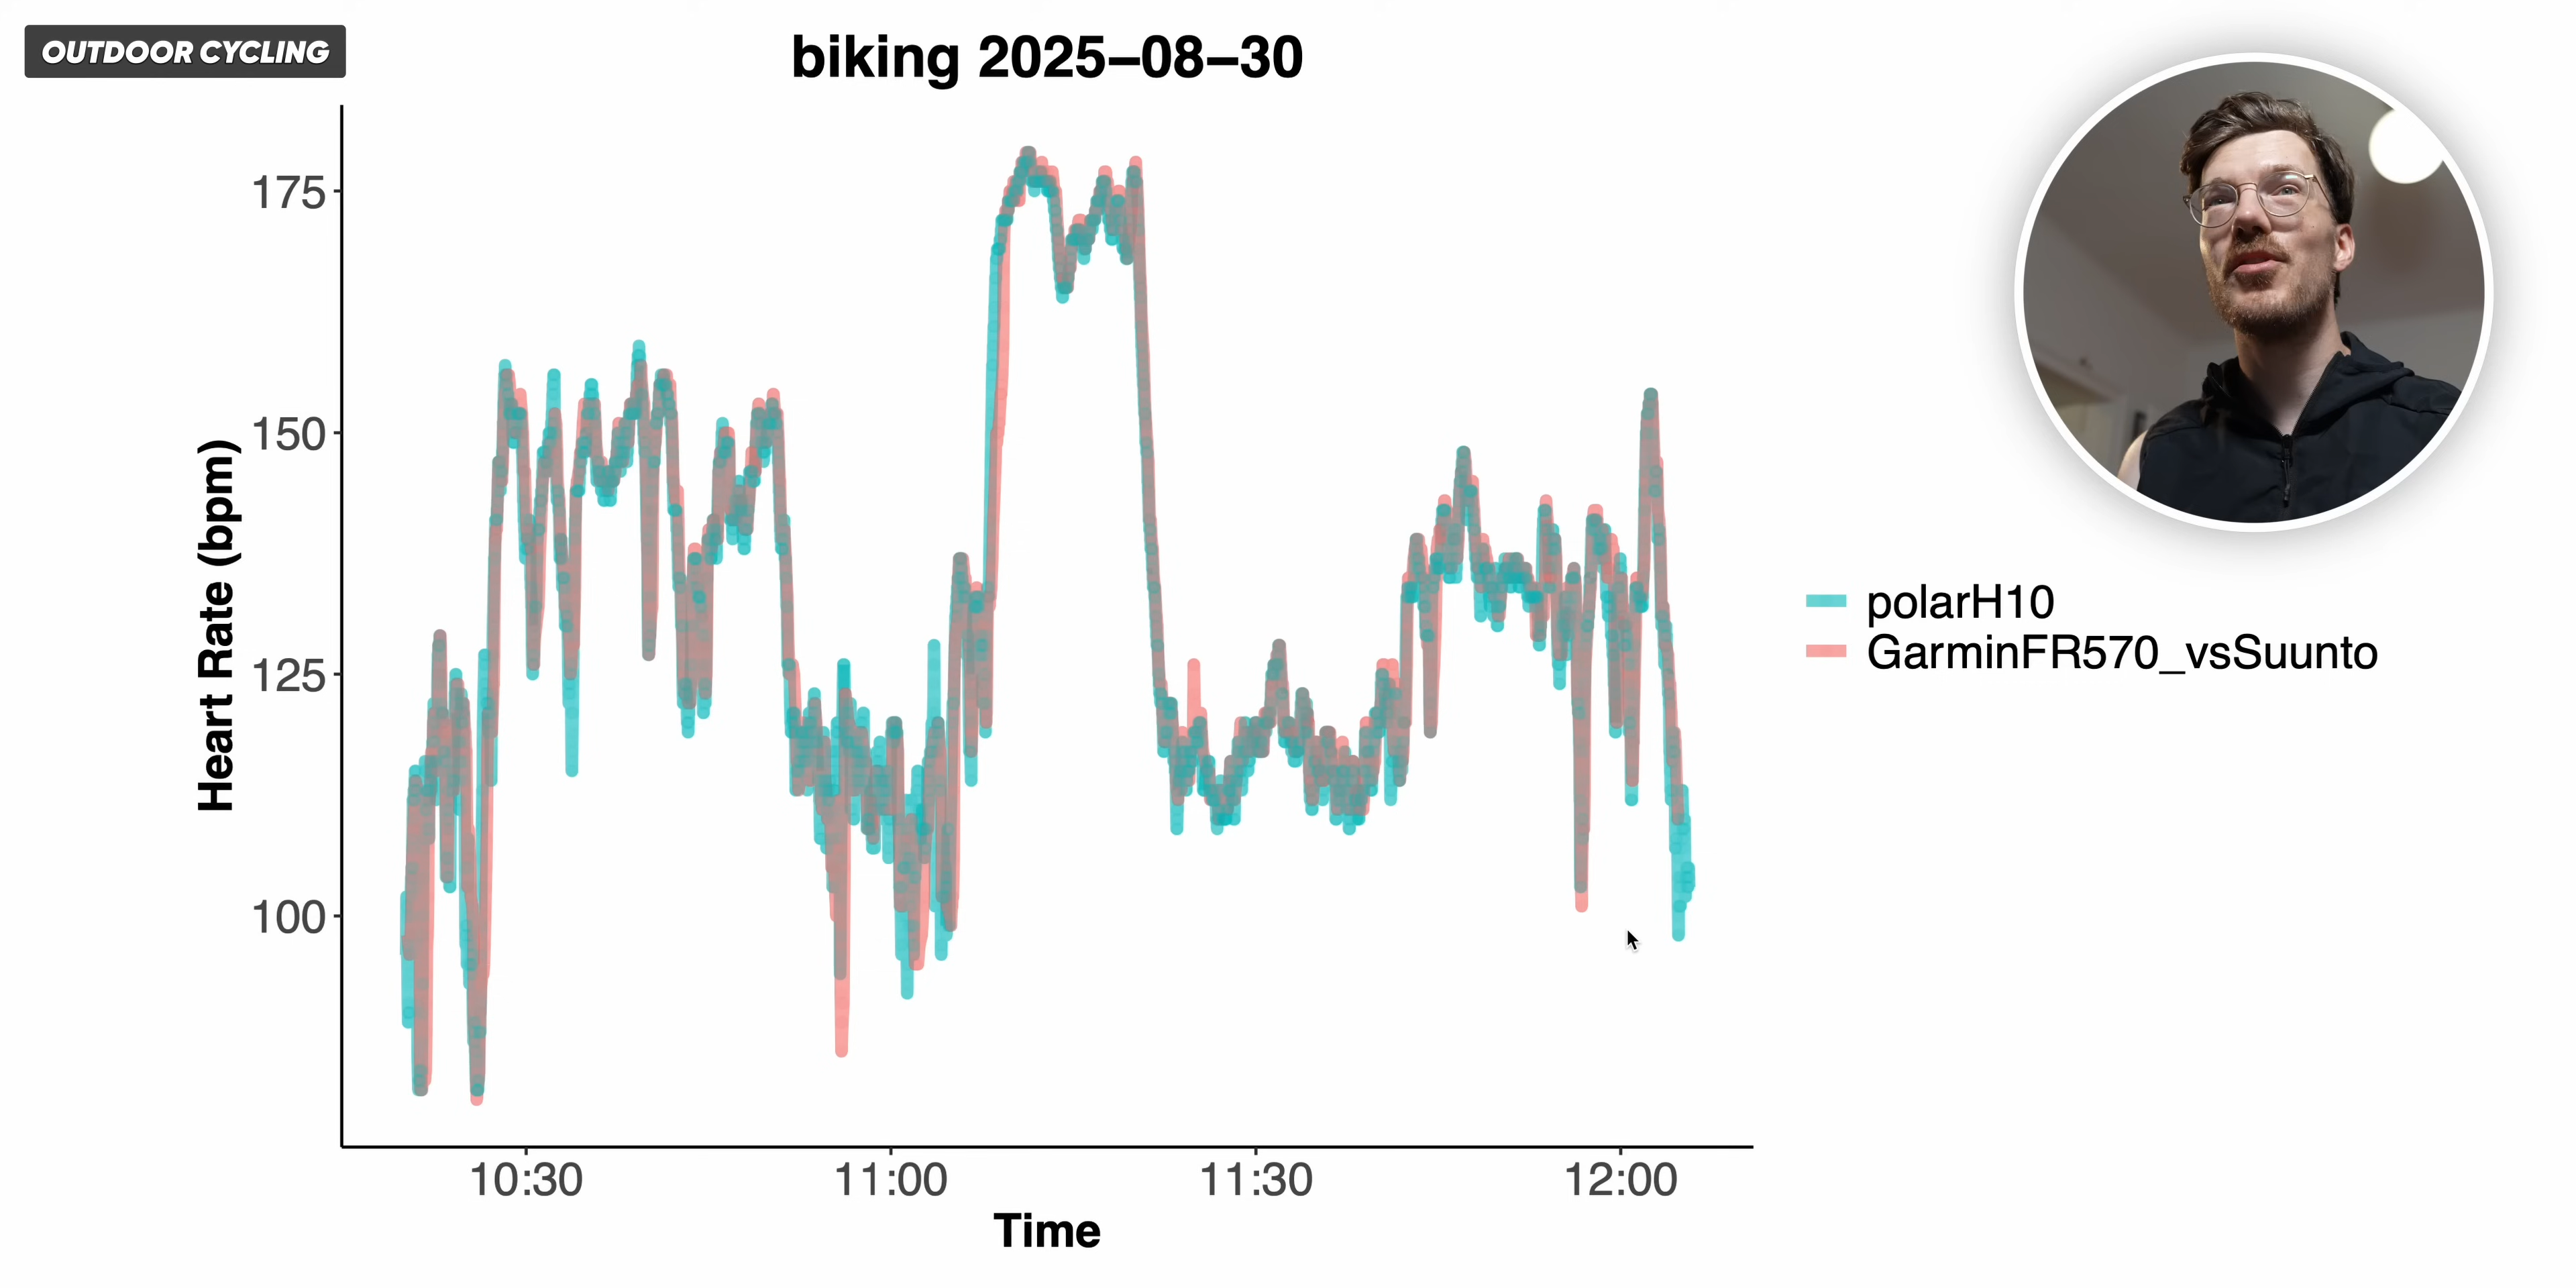 OUTDOOR CYCLING
biking 2025–08–30
175
150
125
100
Heart Rate (bpm)
10:30
11:00
11:30
12:00
Time
polarH10
GarminFR570_vsSuunto